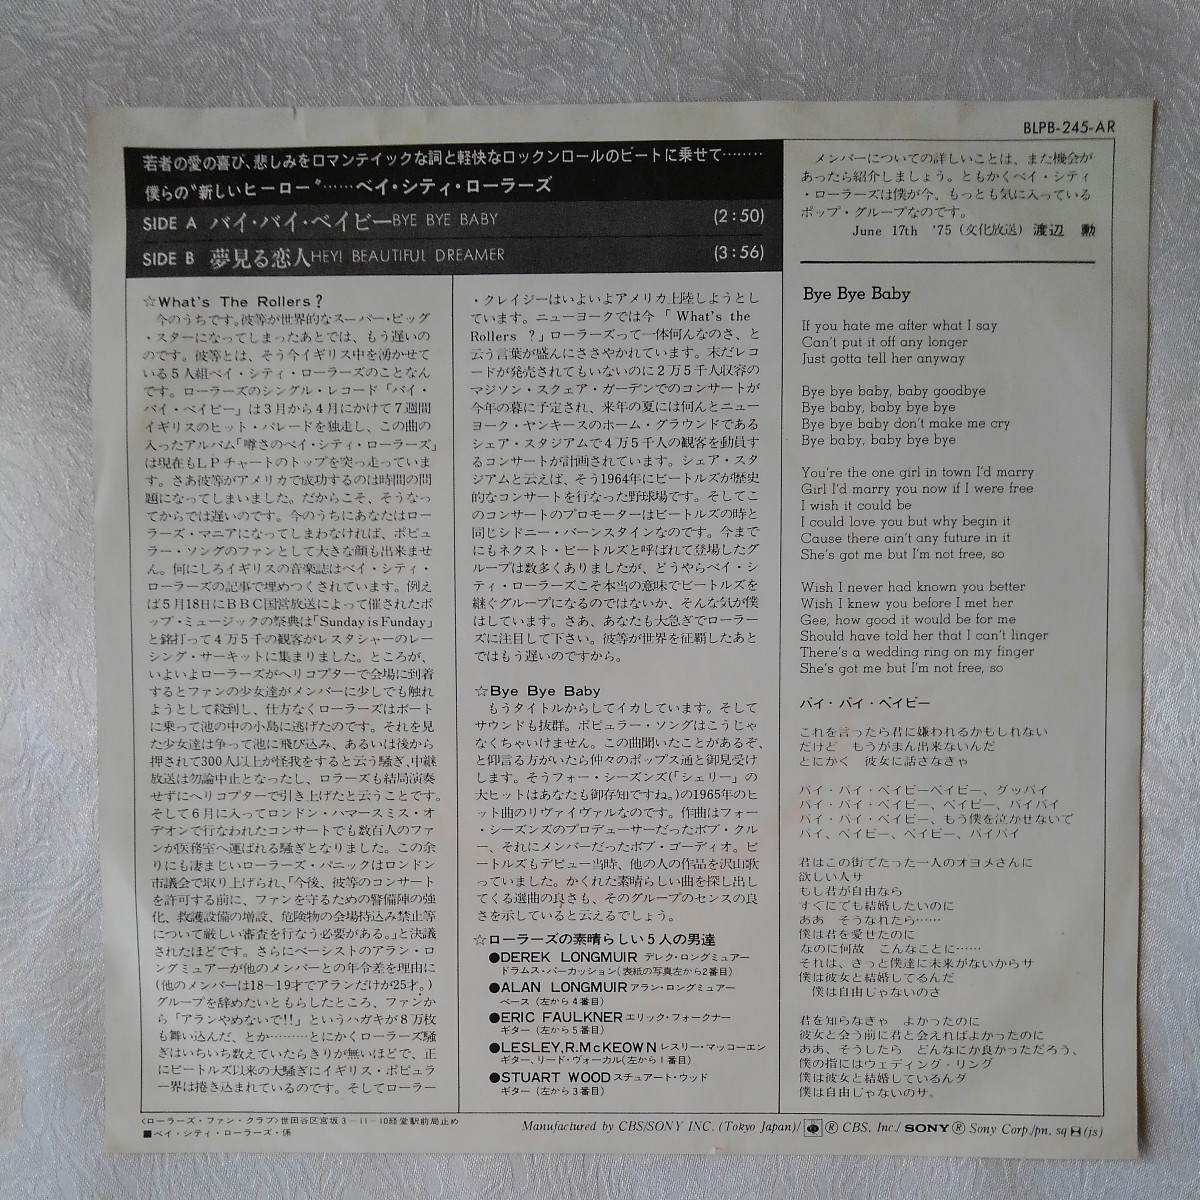 BLPB-245-AR
若者の愛の喜び、悲しみをロマンテイックな詞と軽快なロックンロールのビートに乗せて………
僕らの〝新しいヒーロー〟……ベイ・シティ・ローラーズ
SIDE A バイ・バイ・ベイビーBYE BYE BABY (2:50)
SIDE B 夢見る恋人HEY! BEAUTIFUL DREAMER (3:56)
☆What's The Rollers?
今のうちです。彼等が世界的なスーパー・ビッグ
・スターになってしまったあとでは、もう遅いの
のです。彼等とは、そう今イギリス中を湧かせて
いる5人組ベイ・シティ・ローラーズのことなん
です。ローラーズのシングル・レコード「バイ・
バイ・ベイビー」は3月から4月にかけて7週間
イギリスのヒット・パレードを独走し、この曲の
入ったアルバム「噂さのベイ・シティ・ローラーズ」
は現在もLPチャートのトップを突っ走っていま
す。さあ彼等がアメリカで成功するのは時間の問
題になってしまいました。だからこそ、そうなっ
てからでは遅いのです。今のうちにあなたはロー
ラーズ・マニアになってしまわなければ、ポピュ
ラー・ソングのファンとして大きな顔も出来ませ
ん。何にしろイギリスの音楽誌はベイ・シティ・
ローラーズの記事で埋めつくされています。例え
ば5月18日にBBC国営放送によって催されたポ
ップ・ミュージックの祭典は「Sunday is Funday」
と銘打って4万5千の観客がレスタシャーのレー
シング・サーキットに集まりました。ところが、
いよいよローラーズがヘリコプターで会場に到着
するとファンの少女達がメンバーに少しでも触れ
ようとして殺到し、仕方なくローラーズはボート
に乗って池の中の小島に逃げたのです。それを見
た少女達は争って池に飛び込み、あるいは後から
押されて300人以上が怪我をすると云う騒ぎ、中継
放送は勿論中止となったし、ロラーズも結局演奏
せずにヘリコプターで引き上げたと云うことです。
そして6月に入ってロンドン・ハマースミス・オ
デオンで行なわれたコンサートでも数百人のファ
ンが医務室へ運ばれる騒ぎとなりました。この余
りにも凄まじいローラーズ・パニックはロンドン
市議会で取り上げられ、「今後、彼等のコンサート
を許可する前に、ファンを守るための警備陣の強
化、救護設備の増設、危険物の会場持込み禁止等
について厳しい審査を行なう必要がある。」と決議
されたほどです。さらにベーシストのアラン・ロ
ングミュアーが他のメンバーとの年令差を理由に
(他のメンバーは18〜19才でアランだけが25才。)
グループを辞めたいともらしたところ、ファンか
ら「アランやめないで!!」というハガキが8万枚
も舞い込んだ、とか………とにかくローラーズ騒
ぎはいちいち数えていたらきりが無いほどで、正
にビートルズ以来の大騒ぎにイギリス・ポピュラ
ー界は捲き込まれているのです。そしてローラー
・クレイジーはいよいよアメリカ上陸しようとし
ています。ニューヨークでは今「What's the
Rollers ?」ローラーズって一体何んなのさ、と
云う言葉が盛んにささやかれています。末だレコ
ードが発売されてもいないのに2万5千人収容の
マジソン・スクェア・ガーデンでのコンサートが
今年の暮に予定され、来年の夏には何んとニュー
ヨーク・ヤンキースのホーム・グラウンドである
シェア・スタジアムで4万5千人の観客を動員す
るコンサートが計画されています。シェア・スタ
ジアムと云えば、そう1964年にビートルズが歴史
的なコンサートを行なった野球場です。そしてこ
のコンサートのプロモーターはビートルズの時と
同じシドニー・バーンスタインなのです。今まで
にもネクスト・ビートルズと呼ばれて登場したグ
ループは数多くありましたが、どうやらベイ・シ
ティ・ローラーズこそ本当の意味でビートルズを
継ぐグループになるのではないか、そんな気が僕
はしています。さあ、あなたも大急ぎでローラー
ズに注目して下さい。彼等が世界を征覇したあと
ではもう遅いのですから。
☆Bye Bye Baby
もうタイトルからしてイカしています。そして
サウンドも抜群。ポピュラー・ソングはこうじゃ
なくちゃいけません。この曲聞いたことがあるぞ、
と仰言る方がいたら仲々のポップス通と御見受け
します。そうフォー・シーズンズ(「シェリー」の
大ヒットはあなたも御存知ですね。)の1965年のヒ
ット曲のリヴァイヴァルなのです。作曲はフォー
・シーズンズのプロデューサーだったボブ・クル
ー、それにメンバーだったボブ・ゴーディオ。ビ
ートルズもデビュー当時、他の人の作品を沢山歌
っていました。かくれた素晴らしい曲を探し出し
てくる選曲の良さも、そのグループのセンスの良
さを示していると云えるでしょう。
☆ローラーズの素晴らしい5人の男達
●DEREK LONGMUIR デレク・ロングミュアー
ドラムス・パーカッション(表紙の写真左から2番目)
●ALAN LONGMUIR アラン・ロングミュアー
ベース (左から4番目)
●ERIC FAULKNER エリック・フォークナー
ギター (左から5番目)
●LESLEY,R.McKEOWN レスリー・マッコーエン
ギター、リード・ヴォーカル(左から1番目)
●STUART WOOD スチュアート・ウッド
ギター (左から3番目)
メンバーについての詳しいことは、また機会が
あったら紹介しましょう。ともかくベイ・シティ
・ローラーズは僕が今、もっとも気に入っている
ポップ・グループなのです。
June 17th '75 (文化放送) 渡辺 勲
Bye Bye Baby
If you hate me after what I say
Can't put it off any longer
Just gotta tell her anyway
Bye bye baby, baby goodbye
Bye baby, baby bye bye
Bye bye baby don't make me cry
Bye baby, baby bye bye
You're the one girl in town I'd marry
Girl I'd marry you now if I were free
I wish it could be
I could love you but why begin it
Cause there ain't any future in it
She's got me but I'm not free, so
Wish I never had known you better
Wish I knew you before I met her
Gee, how good it would be for me
Should have told her that I can't linger
There's a wedding ring on my finger
She's got me but I'm not free, so
バイ・バイ・ベイビー
これを言ったら君に嫌われるかもしれない
だけど もうがまん出来ないんだ
とにかく 彼女に話さなきゃ
バイ・バイ・ベイビーベイビー、グッバイ
バイ・バイ・ベイビー、ベイビー、バイバイ
バイ・バイ・ベイビー、もう僕を泣かせないで
バイ、ベイビー、ベイビー、バイバイ
君はこの街でたった一人のオヨメさんに
欲しい人サ
もし君が自由なら
すぐにでも結婚したいのに
ああ そうなれたら……
僕は君を愛せたのに
なのに何故 こんなことに……
それは、きっと僕達に未来がないからサ
僕は彼女と結婚してるんだ
僕は自由じゃないのさ
君を知らなきゃ よかったのに
彼女と会う前に君と会えればよかったのに
ああ、そうしたら どんなにか良かっただろう、
僕の指にはウェディング・リング
僕は彼女と結婚しているんダ
僕は自由じゃないのサ。
〈ローラーズ・ファン・クラブ〉世田谷区宮坂3−11−10経堂駅前局止め
■ベイ・シティ・ローラーズ・係
Manufactured by CBS/SONY INC. (Tokyo Japan)/ ® CBS, Inc./ SONY ® Sony Corp./pn, sq (js)